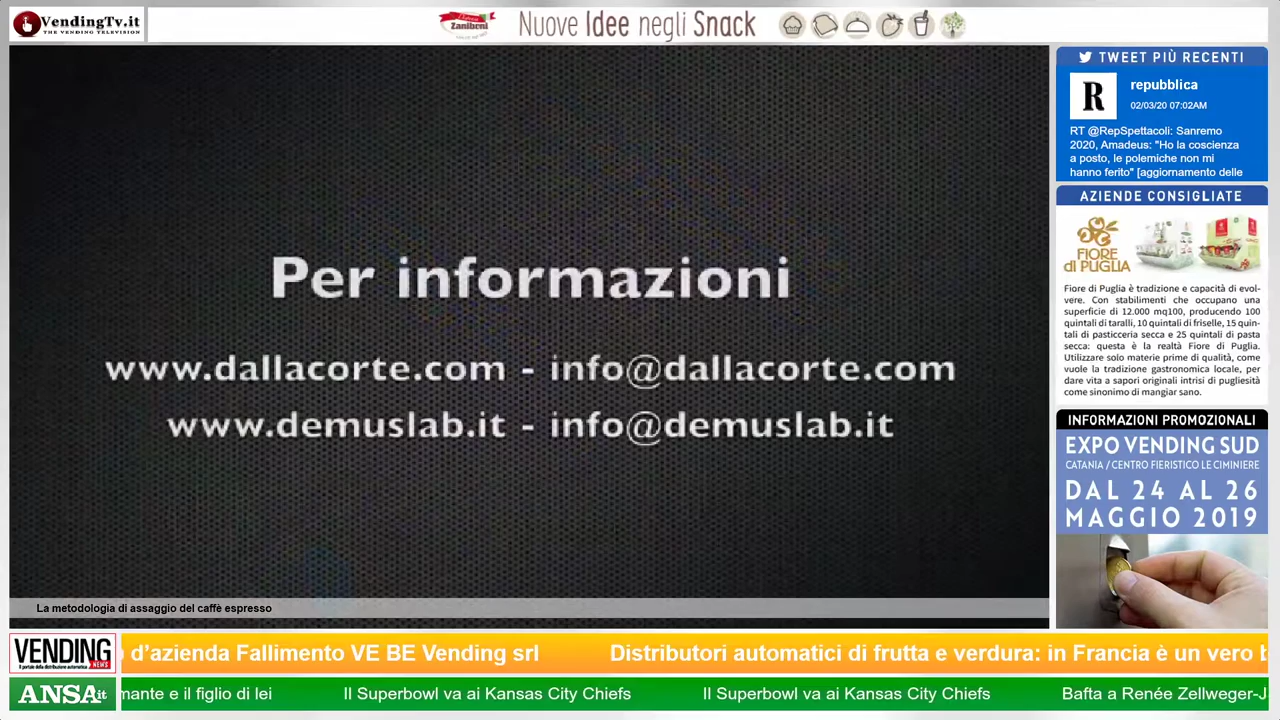 VendingTv.it
THE VENDING TELEVISION
Zaniboni
Nuove Idee negli Snack
TWEET PIÙ RECENTI
R
repubblica
02/03/20 07:02AM
RT @RepSpettacoli: Sanremo
2020, Amadeus: "Ho la coscienza
a posto, le polemiche non mi
hanno ferito" [aggiornamento delle
AZIENDE CONSIGLIATE
FIORE
di PUGLIA
Fiore di Puglia è tradizione e capacità di evol-
vere. Con stabilimenti che occupano una
superficie di 12.000 mq100, producendo 100
quintali di taralli, 10 quintali di friselle, 15 quin-
tali di pasticceria secca e 25 quintali di pasta
secca: questa è la realtà Fiore di Puglia.
Utilizzare solo materie prime di qualità, come
vuole la tradizione gastronomica locale, per
dare vita a sapori originali intrisi di pugliesità
come sinonimo di mangiar sano.
INFORMAZIONI PROMOZIONALI
EXPO VENDING SUD
CATANIA / CENTRO FIERISTICO LE CIMINIERE
DAL 24 AL 26
MAGGIO 2019
Per informazioni
www.dallacorte.com - info@dallacorte.com
www.demuslab.it - info@demuslab.it
La metodologia di assaggio del caffè espresso
VENDING
NEWS
Il portale della distribuzione automatica
d'azienda Fallimento VE BE Vending srl Distributori automatici di frutta e verdura: in Francia è un vero
ANSA.it
mante e il figlio di lei Il Superbowl va ai Kansas City Chiefs Il Superbowl va ai Kansas City Chiefs Bafta a Renée Zellweger-J